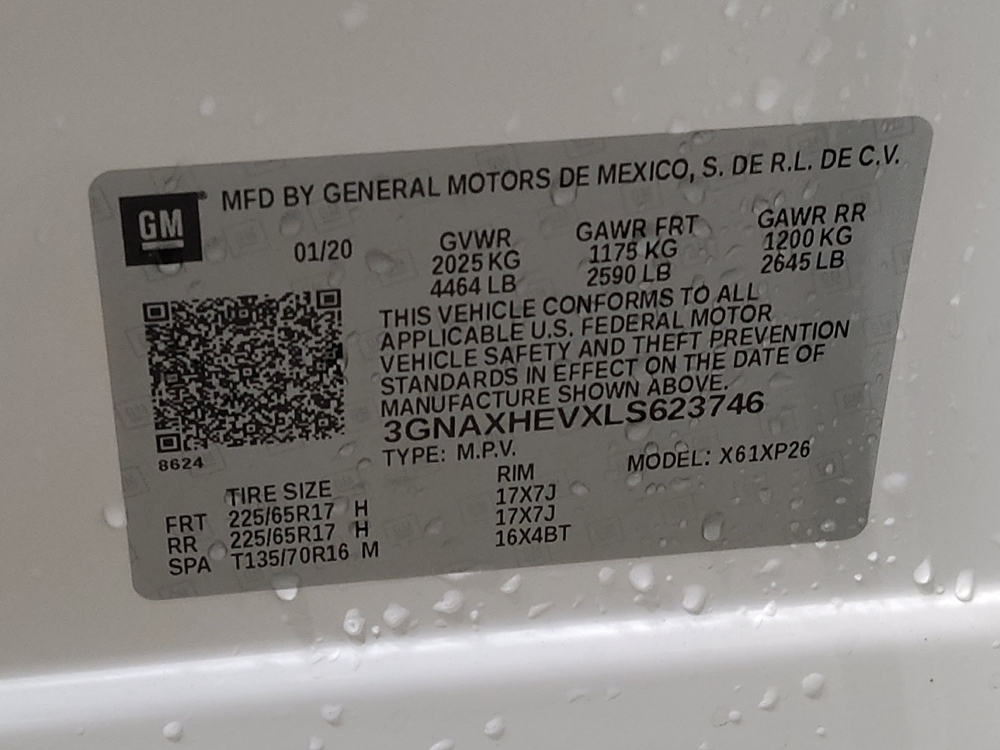 MFD BY GENERAL MOTORS DE MEXICO, S. DE R.L. DE C.V.
GM
01/20 GVWR GAWR FRT GAWR RR
2025 KG 1175 KG 1200 KG
4464 LB 2590 LB 2645 LB
THIS VEHICLE CONFORMS TO ALL
APPLICABLE U.S. FEDERAL MOTOR
VEHICLE SAFETY AND THEFT PREVENTION
STANDARDS IN EFFECT ON THE DATE OF
MANUFACTURE SHOWN ABOVE.
3GNAXHEVXLS623746
8624
TYPE: M.P.V. MODEL: X61XP26
TIRE SIZE RIM
FRT 225/65R17 H 17X7J
RR 225/65R17 H 17X7J
SPA T135/70R16 M 16X4BT